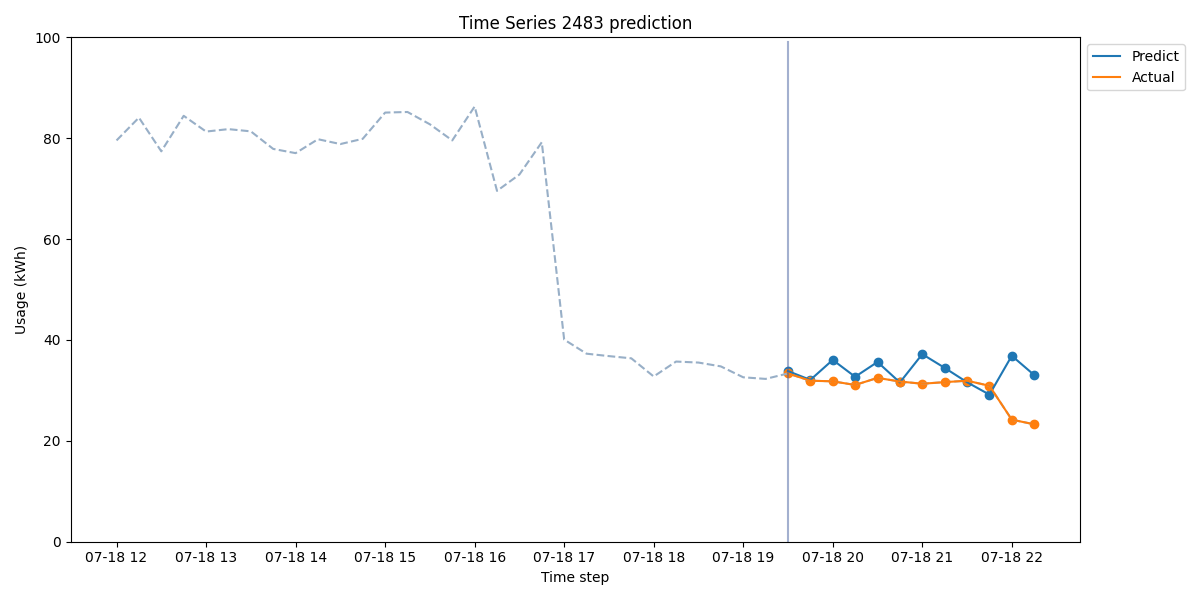 Time Series 2483 prediction
100
80
60
40
20
0
Usage (kWh)
07-18 12 07-18 13 07-18 14 07-18 15 07-18 16 07-18 17 07-18 18 07-18 19 07-18 20 07-18 21 07-18 22
Time step
Predict
Actual